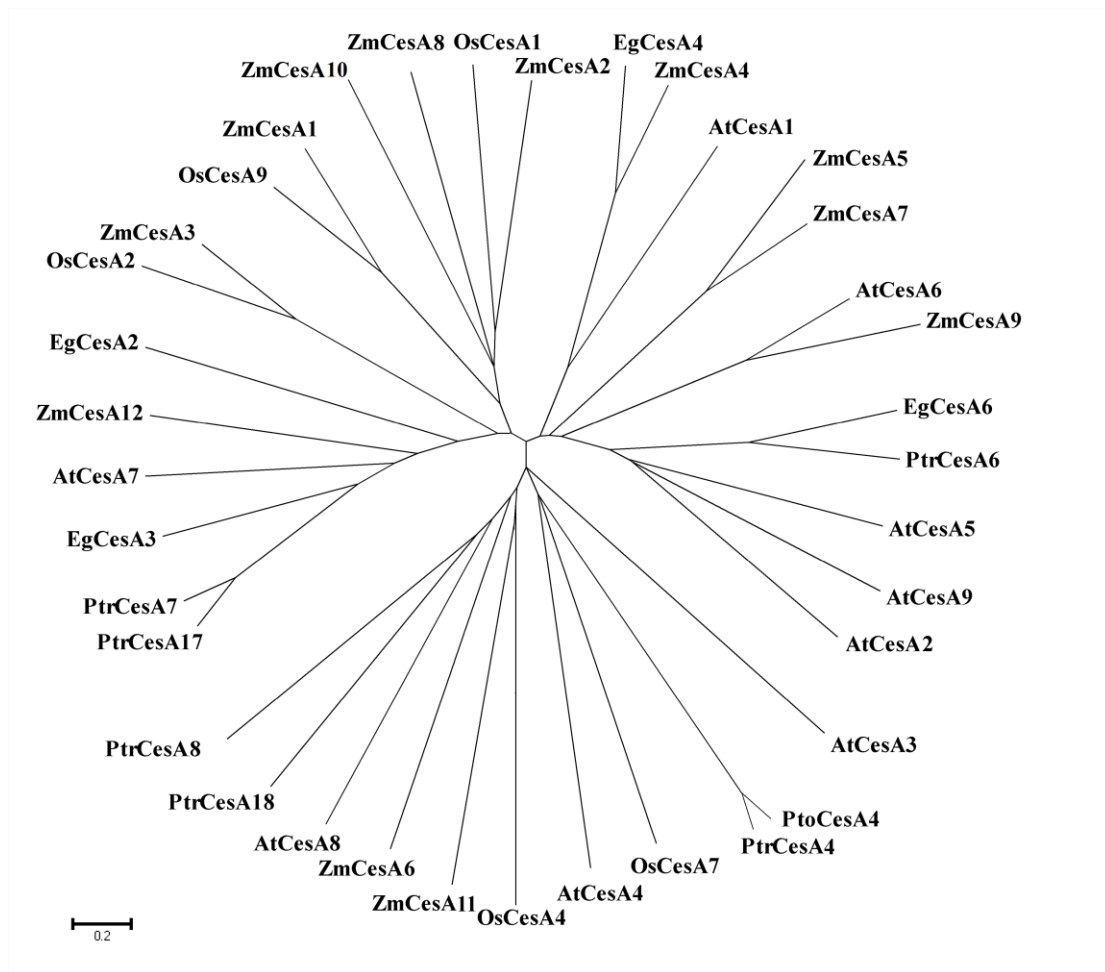 ZmCesA8
OsCesA1
EgCesA4
ZmCesA10
ZmCesA2
ZmCesA4
ZmCesA1
AtCesA1
OsCesA9
ZmCesA5
ZmCesA3
ZmCesA7
OsCesA2
AtCesA6
EgCesA2
ZmCesA9
ZmCesA12
EgCesA6
AtCesA7
PtrCesA6
EgCesA3
AtCesA5
PtrCesA7
AtCesA9
PtrCesA17
AtCesA2
PtrCesA8
AtCesA3
PtrCesA18
PtoCesA4
AtCesA8
PtrCesA4
ZmCesA6
OsCesA7
ZmCesA11
AtCesA4
OsCesA4
0.2